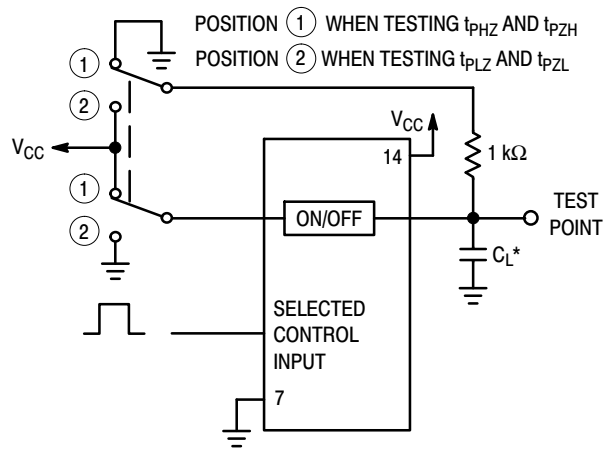 POSITION 1 WHEN TESTING tPHZ AND tPZH
POSITION 2 WHEN TESTING tPLZ AND tPZL
1
2
VCC
VCC
14
1 kΩ
1
2
ON/OFF
TEST
POINT
CL*
SELECTED
CONTROL
INPUT
7